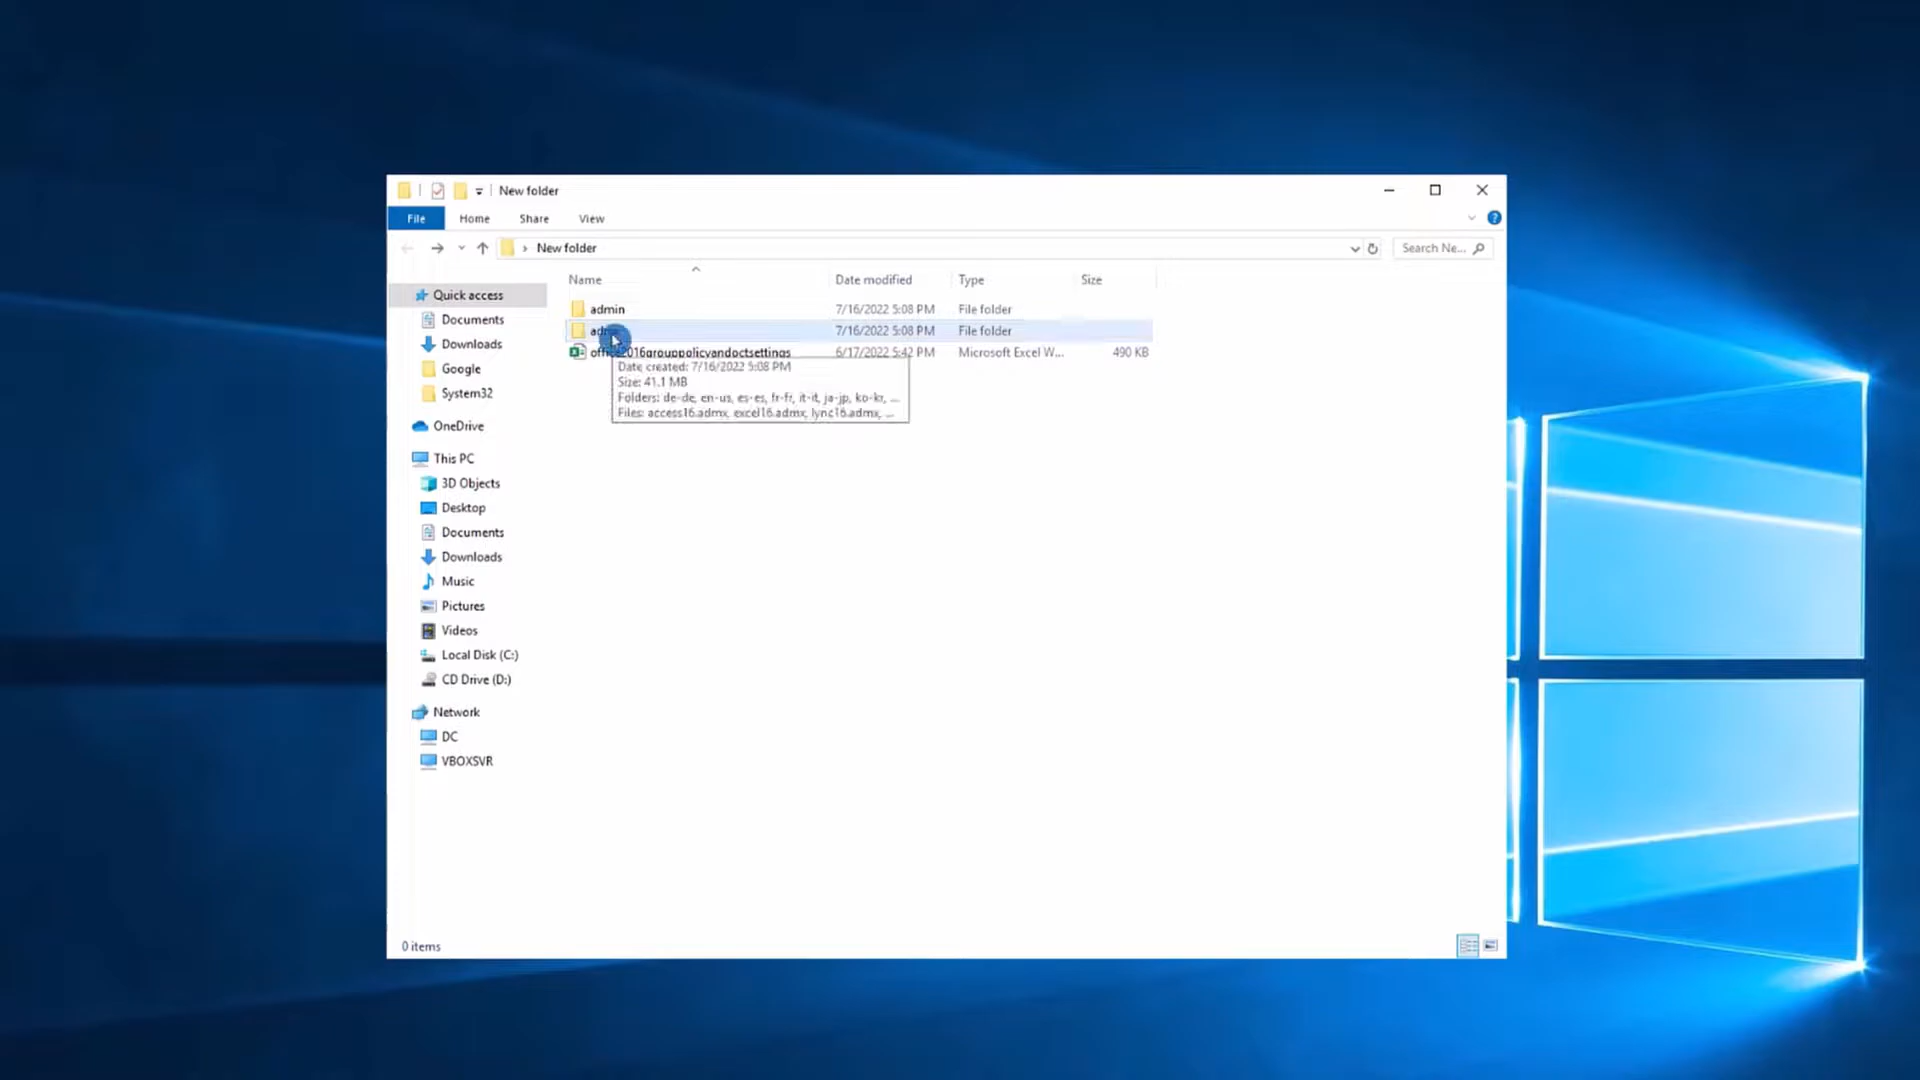 New folder
File Home Share View
New folder
Search Ne...
Name Date modified Type Size
Quick access
Documents
Downloads
Google
System32
OneDrive
This PC
3D Objects
Desktop
Documents
Downloads
Music
Pictures
Videos
Local Disk (C:)
CD Drive (D:)
Network
DC
VBOXSVR
admin 7/16/2022 5:08 PM File folder
7/16/2022 5:08 PM File folder
office2016grouppolicyandoctsettings 6/17/2022 5:42 PM Microsoft Excel W... 490 KB
Date created: 7/16/2022 5:08 PM
Size: 41.1 MB
Folders: de-de, en-us, es-es, fr-fr, it-it, ja-jp, ko-kr, ...
Files: access16.admx, excel16.admx, lync16.admx, ...
0 items